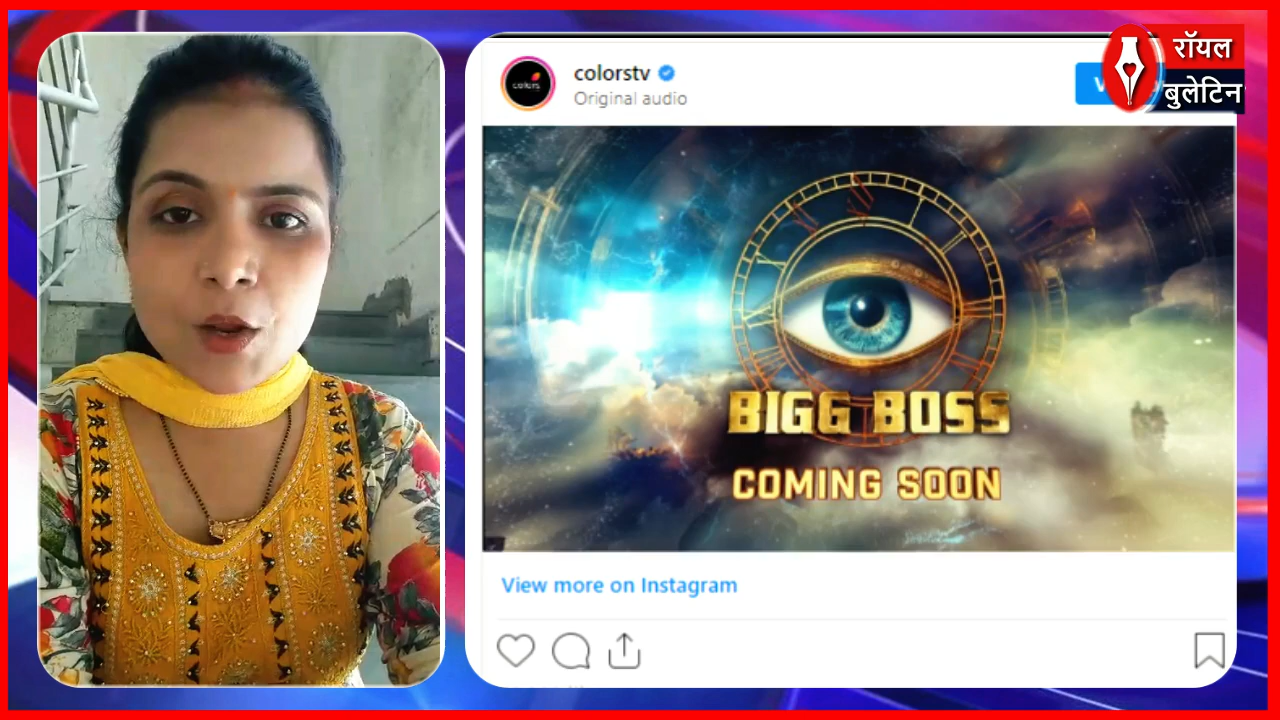 colorstv
Original audio
रॉयल
बुलेटिन
BIGG BOSS
COMING SOON
View more on Instagram